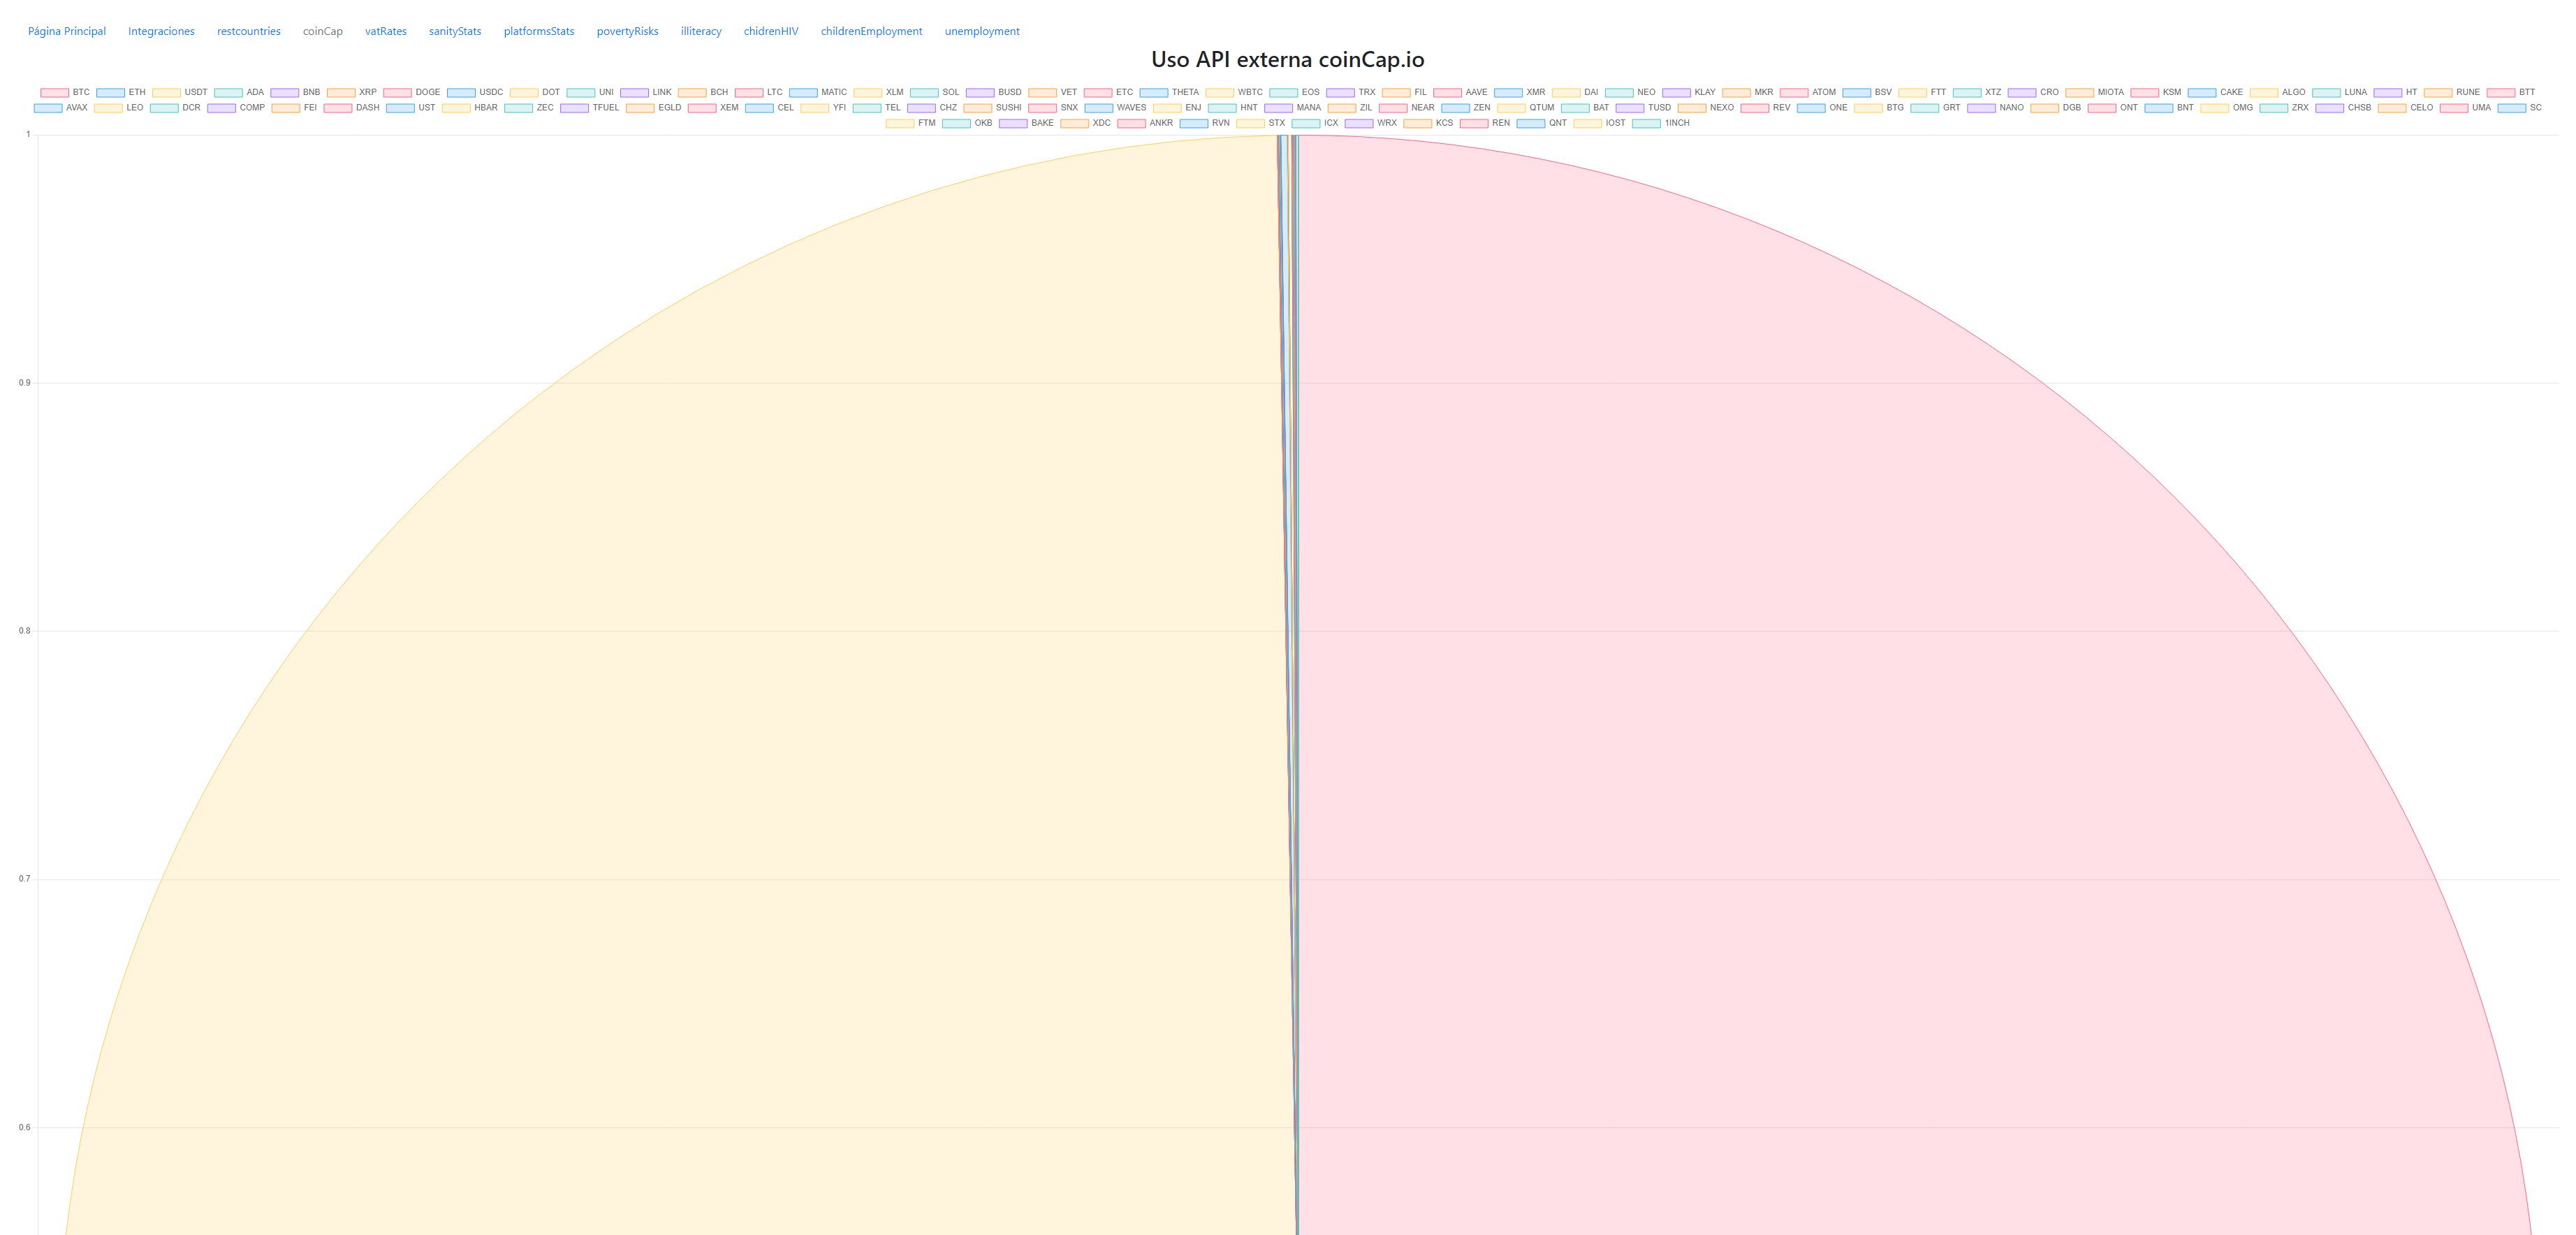 Página Principal Integraciones restcountries coinCap vatRates sanityStats platformsStats povertyRisks illiteracy chidrenHIV childrenEmployment unemployment
Uso API externa coinCap.io
BTC ETH USDT ADA BNB XRP DOGE USDC DOT UNI LINK BCH LTC MATIC XLM SOL BUSD VET ETC THETA WBTC EOS TRX FIL AAVE XMR DAI NEO KLAY MKR ATOM BSV FTT XTZ CRO MIOTA KSM CAKE ALGO LUNA HT RUNE BTT
AVAX LEO DCR COMP FEI DASH UST HBAR ZEC TFUEL EGLD XEM CEL YFI TEL CHZ SUSHI SNX WAVES ENJ HNT MANA ZIL NEAR ZEN QTUM BAT TUSD NEXO REV ONE BTG GRT NANO DGB ONT BNT OMG ZRX CHSB CELO UMA SC
FTM OKB BAKE XDC ANKR RVN STX ICX WRX KCS REN QNT IOST 1INCH
1
0.9
0.8
0.7
0.6